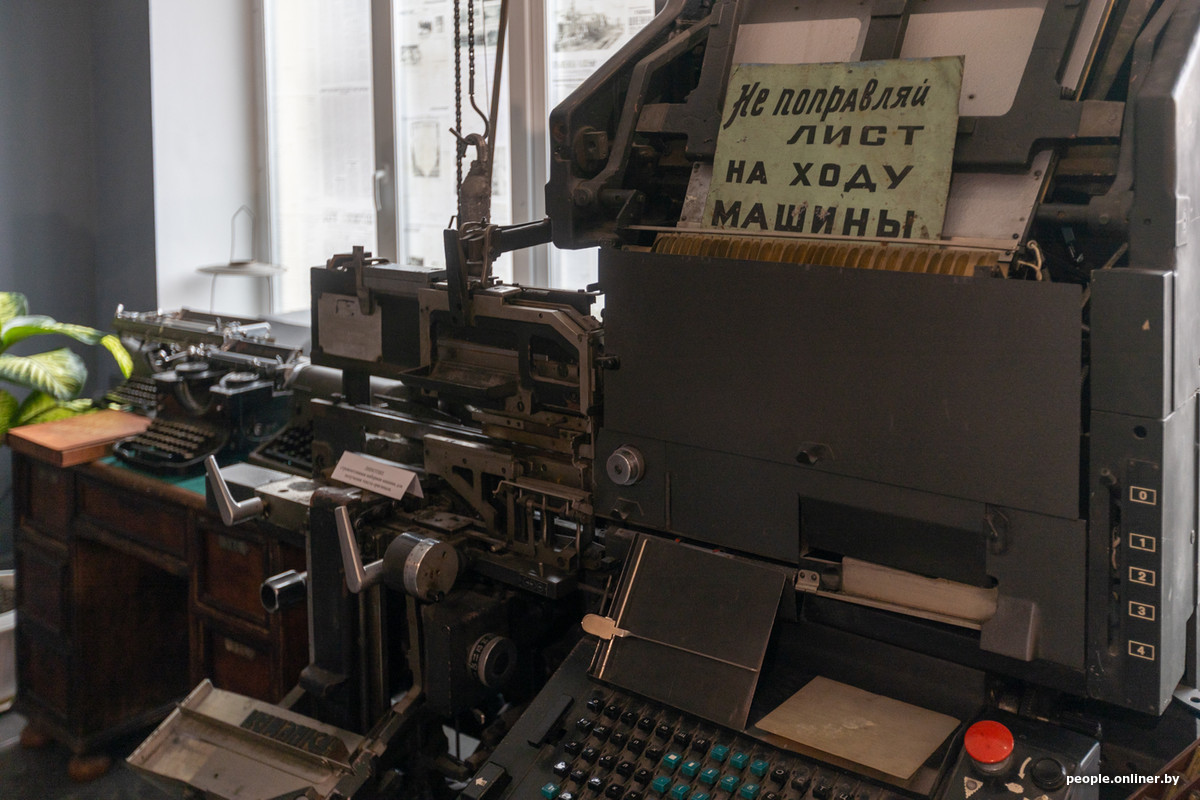 Не поправляй
ЛИСТ
НА ХОДУ
МАШИНЫ
0
1
2
3
4
people.onliner.by